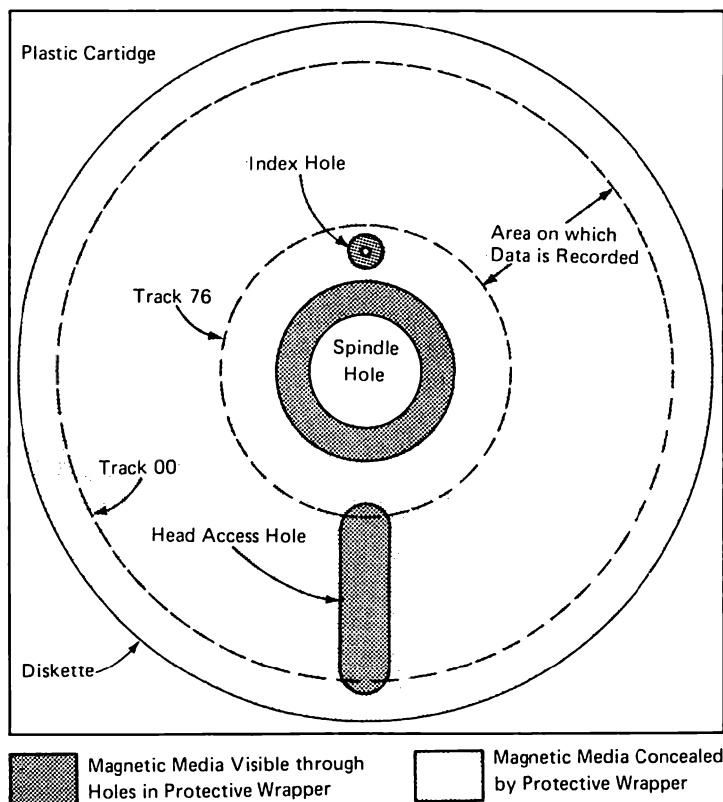 Plastic Cartidge
Index Hole
Area on which
Data is Recorded
Track 76
Spindle
Hole
Track 00
Head Access Hole
Diskette
Magnetic Media Visible through
Holes in Protective Wrapper
Magnetic Media Concealed
by Protective Wrapper